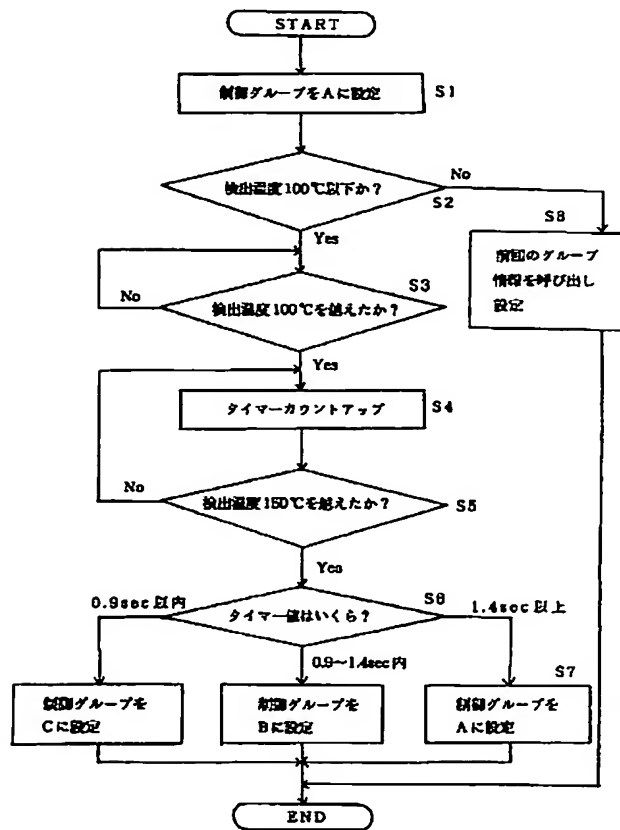 START
制御グループをAに設定
S1
検出温度100℃以下か?
No
S2
S8
Yes
前回のグループ
情報を呼び出し
設定
No
検出温度100℃を越えたか?
S3
Yes
タイマーカウントアップ
S4
No
検出温度150℃を越えたか?
S5
Yes
0.9sec以内
タイマー値はいくら?
S6
1.4sec以上
0.9~1.4sec内
S7
制御グループを
Cに設定
制御グループを
Bに設定
制御グループを
Aに設定
END